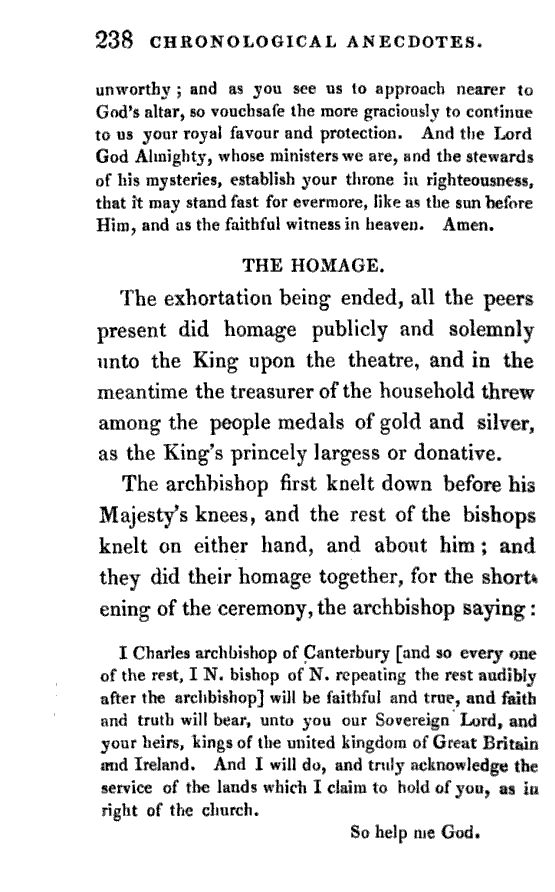 238 CHRONOLOGICAL ANECDOTES.
unworthy ; and as you see us to approach nearer to
God's altar, so vouchsafe the more graciously to continue
to us your royal favour and protection. And the Lord
God Almighty, whose ministers we are, and the stewards
of his mysteries, establish your throne in righteousness,
that it may stand fast for evermore, like as the sun before
Him, and as the faithful witness in heaven. Amen.
THE HOMAGE.
The exhortation being ended, all the peers
present did homage publicly and solemnly
unto the King upon the theatre, and in the
meantime the treasurer of the household threw
among the people medals of gold and silver,
as the King's princely largess or donative.
The archbishop first knelt down before his
Majesty's knees, and the rest of the bishops
knelt on either hand, and about him ; and
they did their homage together, for the short-
ening of the ceremony, the archbishop saying :
I Charles archbishop of Canterbury [and so every one
of the rest, I N. bishop of N. repeating the rest audibly
after the archbishop] will be faithful and true, and faith
and truth will bear, unto you our Sovereign Lord, and
your heirs, kings of the united kingdom of Great Britain
and Ireland. And I will do, and truly acknowledge the
service of the lands which I claim to hold of you, as in
right of the church.
So help me God.